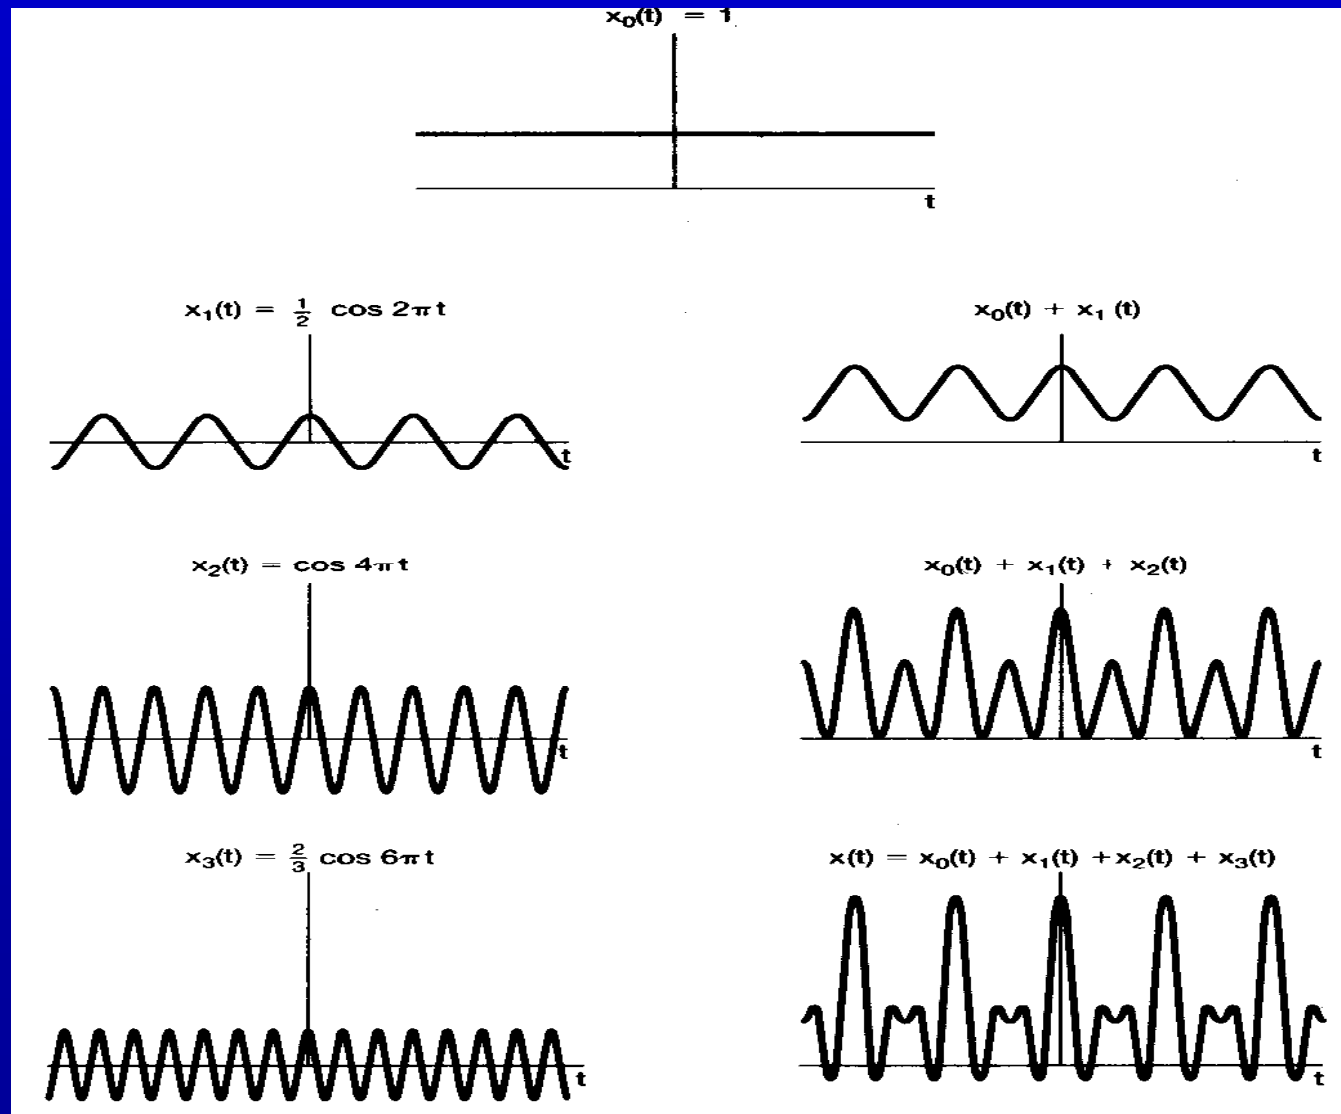 x₀(t) = 1
t
x₁(t) = 1/2 cos 2πt
t
x₀(t) + x₁(t)
t
x₂(t) = cos 4πt
t
x₀(t) + x₁(t) + x₂(t)
t
x₃(t) = 2/3 cos 6πt
t
x(t) = x₀(t) + x₁(t) + x₂(t) + x₃(t)
t